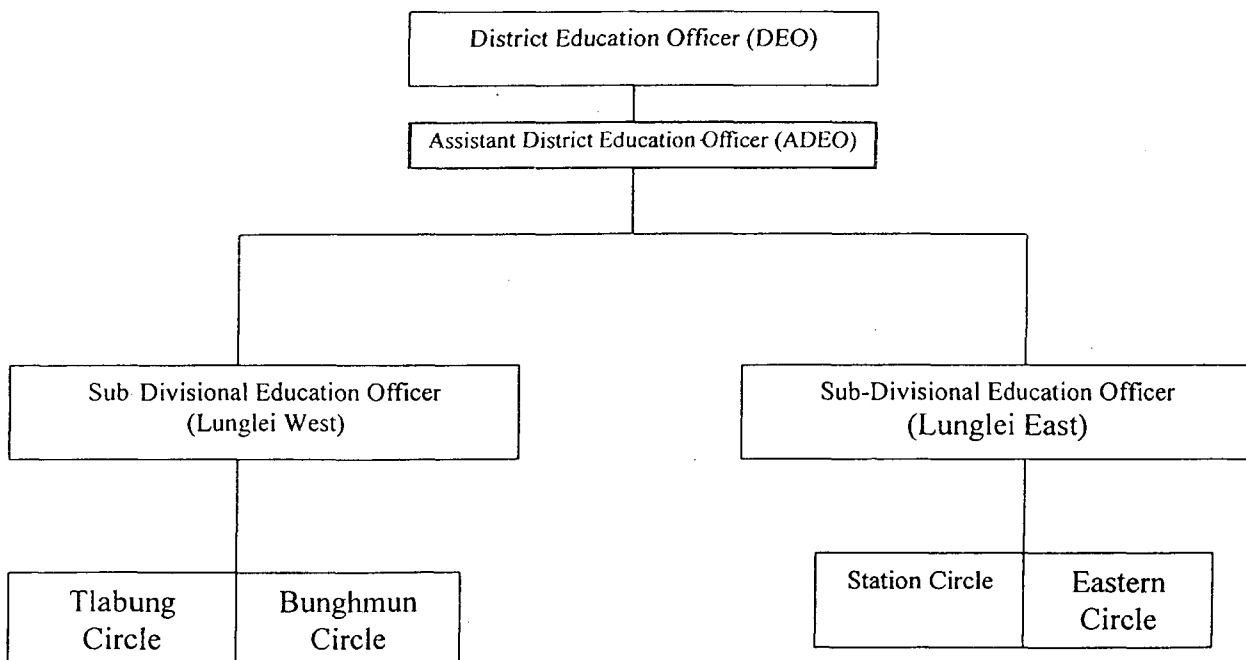 District Education Officer (DEO)
Assistant District Education Officer (ADEO)
Sub Divisional Education Officer
(Lunglei West)
Sub-Divisional Education Officer
(Lunglei East)
Tlabung
Circle
Bunghmun
Circle
Station Circle
Eastern
Circle